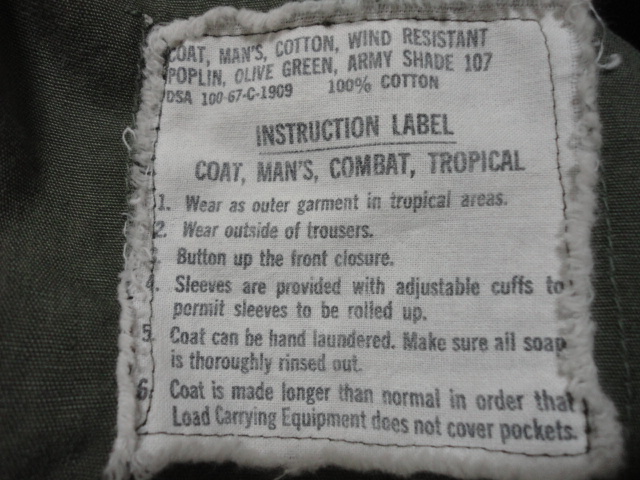 COAT, MAN'S, COTTON, WIND RESISTANT
POPLIN, OLIVE GREEN, ARMY SHADE 107
DSA 100-67-C-1909 100% COTTON
INSTRUCTION LABEL
COAT, MAN'S, COMBAT, TROPICAL
1. Wear as outer garment in tropical areas.
2. Wear outside of trousers.
Button up the front closure.
4. Sleeves are provided with adjustable cuffs to
permit sleeves to be rolled up.
5. Coat can be hand laundered. Make sure all soap
is thoroughly rinsed out.
6. Coat is made longer than normal in order that
Load Carrying Equipment does not cover pockets.